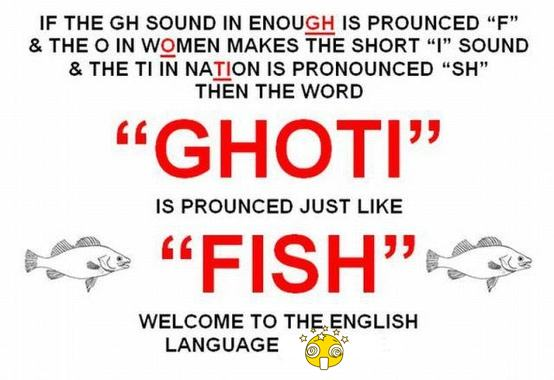 IF THE GH SOUND IN ENOUGH IS PROUNCED “F”
& THE O IN WOMEN MAKES THE SHORT “I” SOUND
& THE TI IN NATION IS PRONOUNCED “SH”
THEN THE WORD
“GHOTI”
IS PROUNCED JUST LIKE
“FISH”
WELCOME TO THE ENGLISH
LANGUAGE